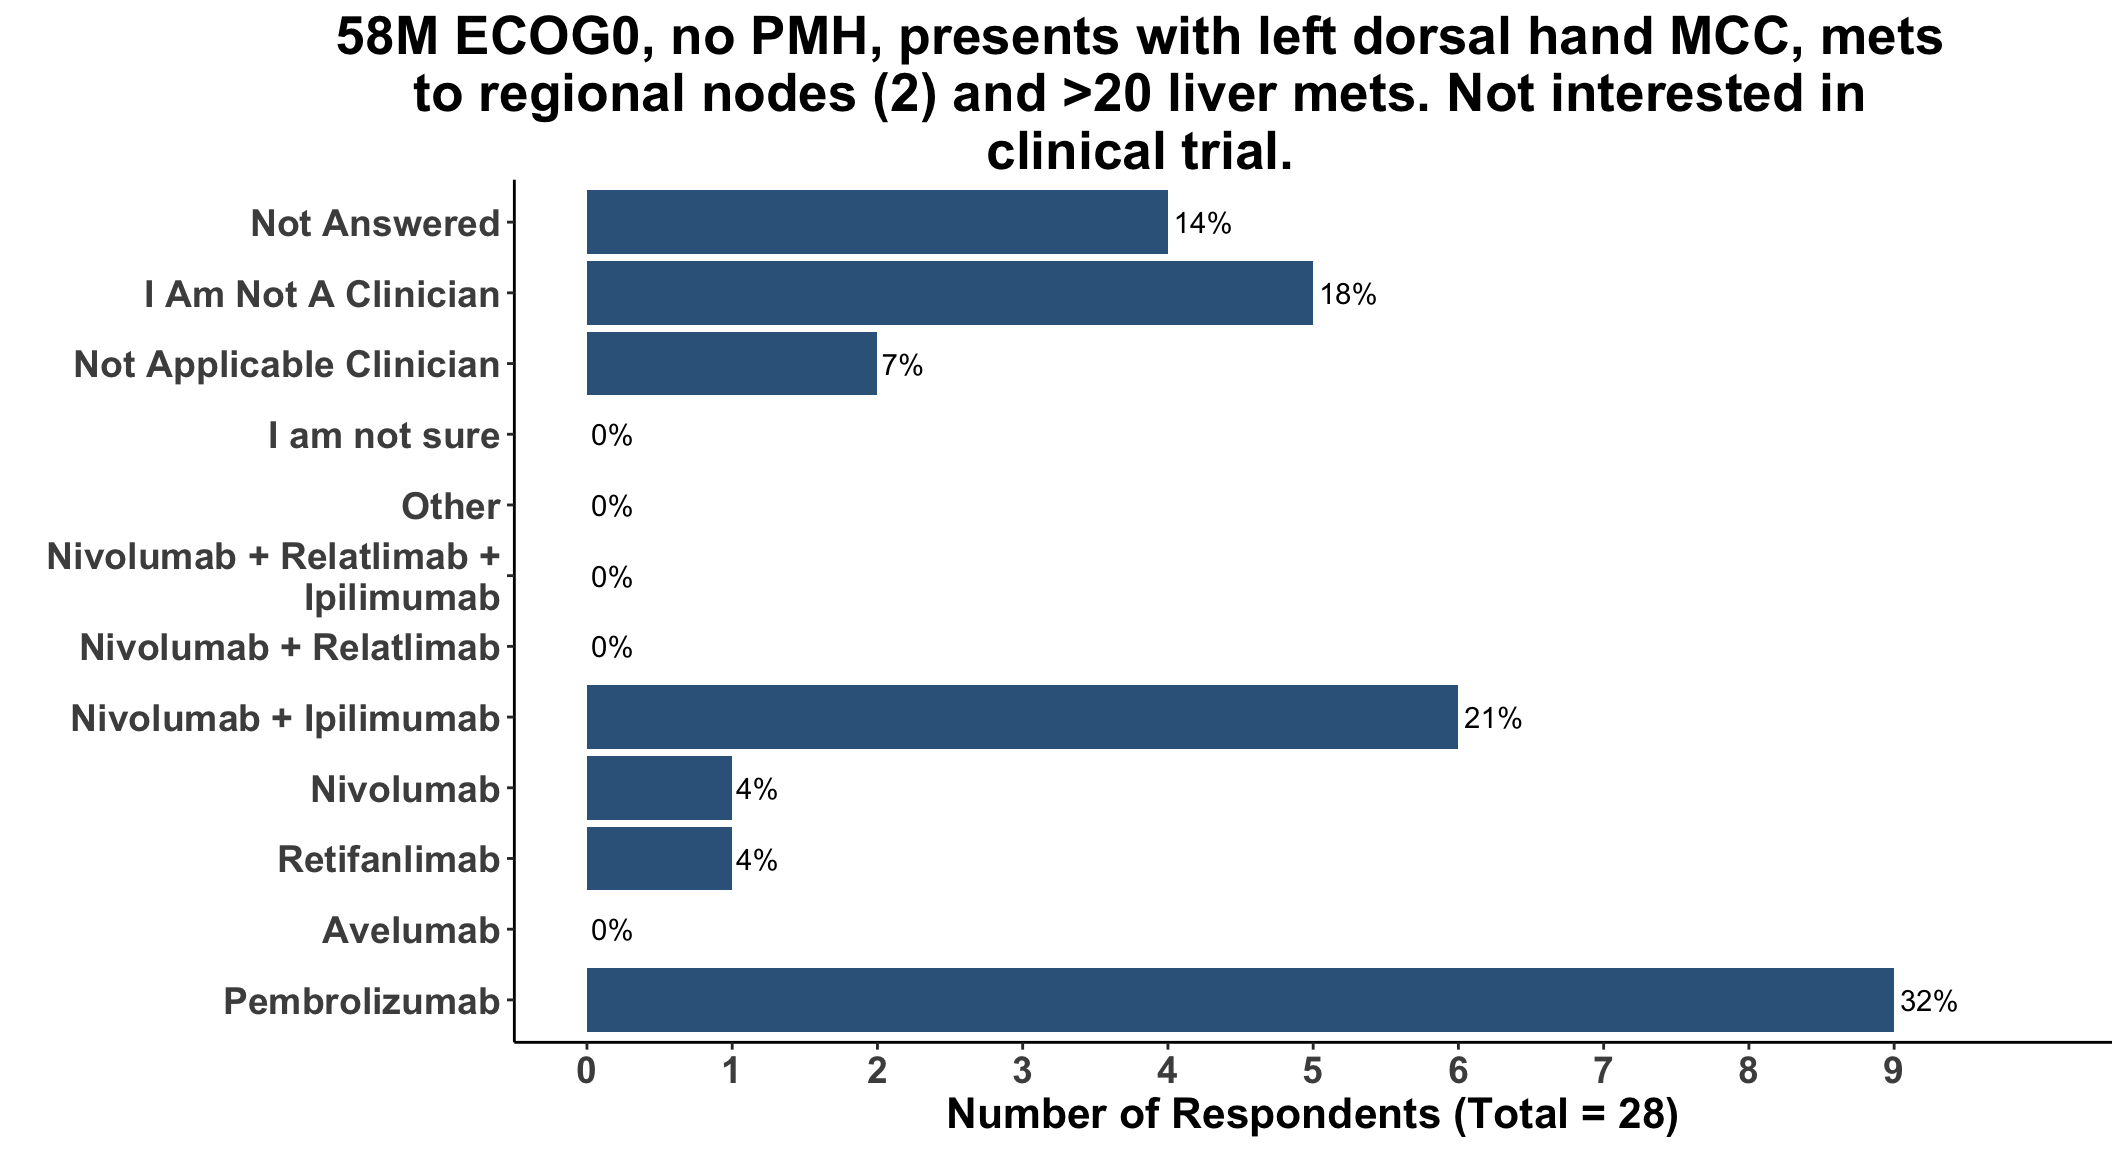 58M ECOG0, no PMH, presents with left dorsal hand MCC, mets
to regional nodes (2) and >20 liver mets. Not interested in
clinical trial.
Not Answered
14%
I Am Not A Clinician
18%
Not Applicable Clinician
7%
I am not sure
0%
Other
0%
Nivolumab + Relatlimab +
Ipilimumab
0%
Nivolumab + Relatlimab
0%
Nivolumab + Ipilimumab
21%
Nivolumab
4%
Retifanlimab
4%
Avelumab
0%
Pembrolizumab
32%
0 1 2 3 4 5 6 7 8 9
Number of Respondents (Total = 28)